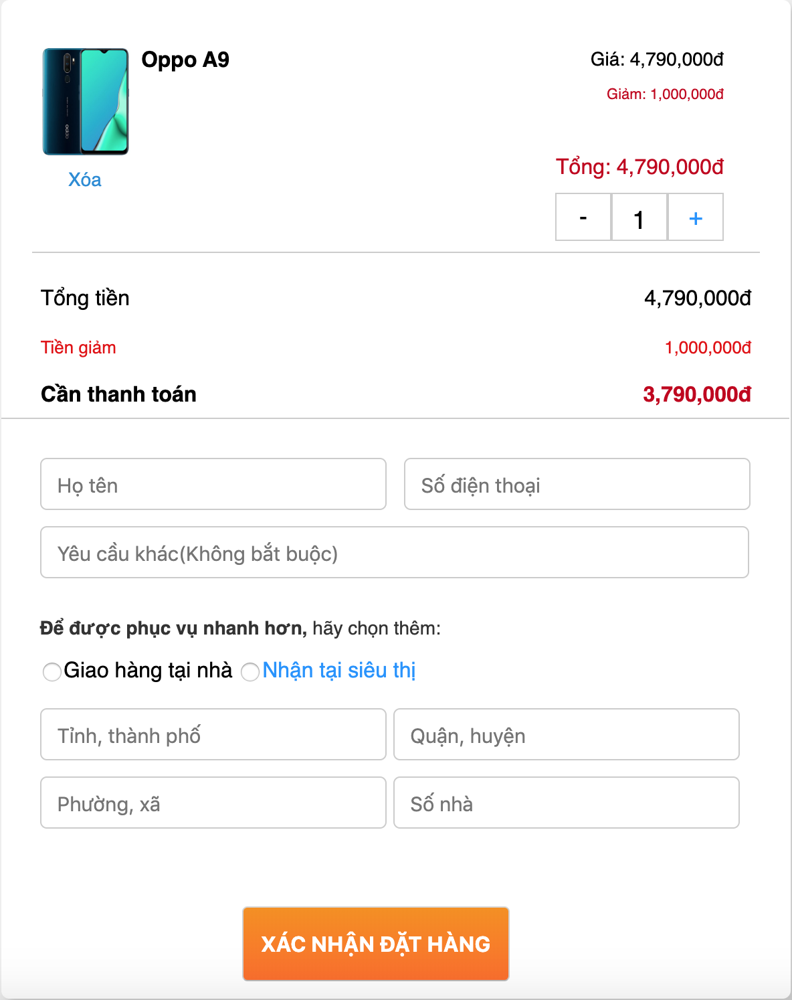 Oppo A9
Giá: 4,790,000đ
Giảm: 1,000,000đ
oppo
Xóa
Tổng: 4,790,000đ
- 1 +
Tổng tiền 4,790,000đ
Tiền giảm 1,000,000đ
Cần thanh toán 3,790,000đ
Họ tên Số điện thoại
Yêu cầu khác(Không bắt buộc)
Để được phục vụ nhanh hơn, hãy chọn thêm:
Giao hàng tại nhà Nhận tại siêu thị
Tỉnh, thành phố Quận, huyện
Phường, xã Số nhà
XÁC NHẬN ĐẶT HÀNG